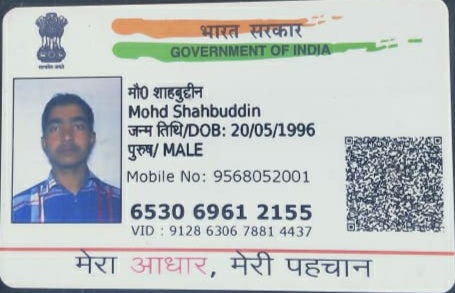 भारत सरकार
GOVERNMENT OF INDIA
सत्यमेव जयते
मौ0 शाहबुद्दीन
Mohd Shahbuddin
जन्म तिथि/DOB: 20/05/1996
पुरुष/ MALE
Mobile No: 9568052001
6530 6961 2155
VID : 9128 6306 7881 4437
मेरा आधार, मेरी पहचान